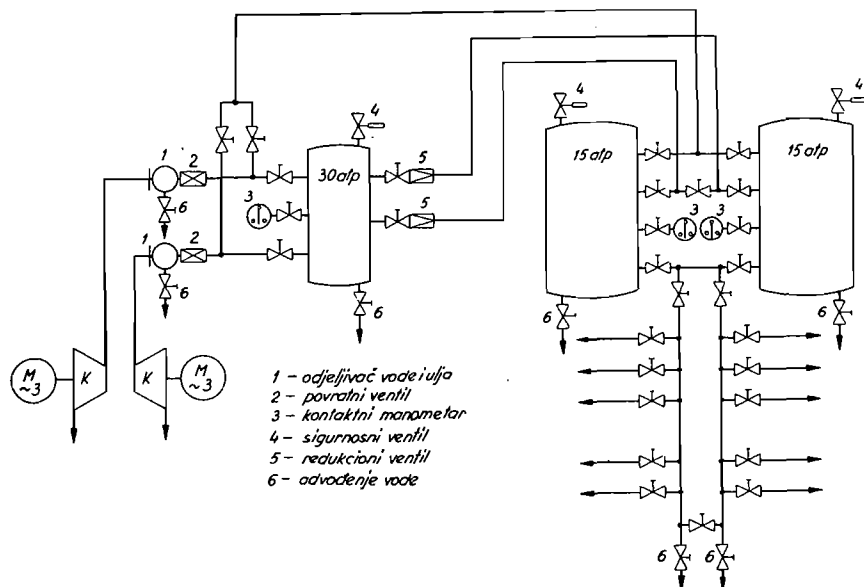 4
4
1
2
30 atp
5
15 atp
15 atp
3
6
5
3
3
1
2
6
6
6
6
M
~3
K
K
M
~3
1 - odjeljivač vode i ulja
2 - povratni ventil
3 - kontaktni manometar
4 - sigurnosni ventil
5 - redukcioni ventil
6 - odvođenje vode
6
6
4